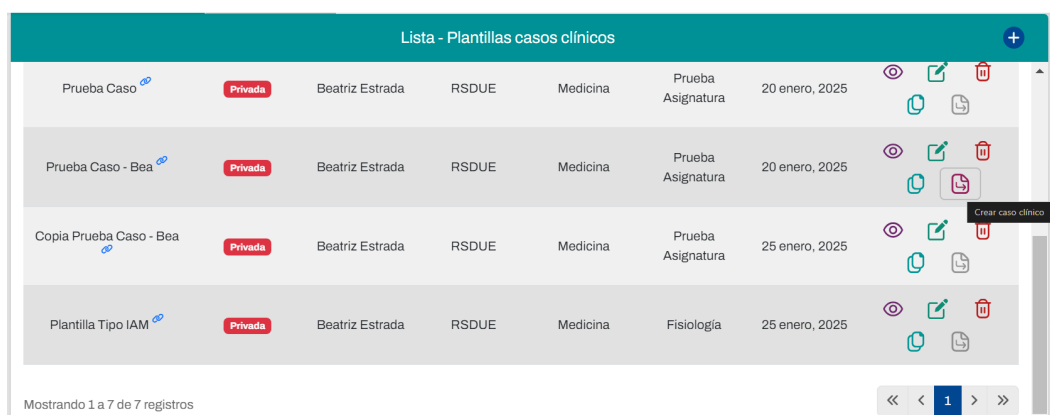 Lista - Plantillas casos clínicos
Prueba Caso Privada Beatriz Estrada RSDUE Medicina Prueba Asignatura 20 enero, 2025
Prueba Caso - Bea Privada Beatriz Estrada RSDUE Medicina Prueba Asignatura 20 enero, 2025
Crear caso clínico
Copia Prueba Caso - Bea Privada Beatriz Estrada RSDUE Medicina Prueba Asignatura 25 enero, 2025
Plantilla Tipo IAM Privada Beatriz Estrada RSDUE Medicina Fisiología 25 enero, 2025
Mostrando 1 a 7 de 7 registros « < 1 > »